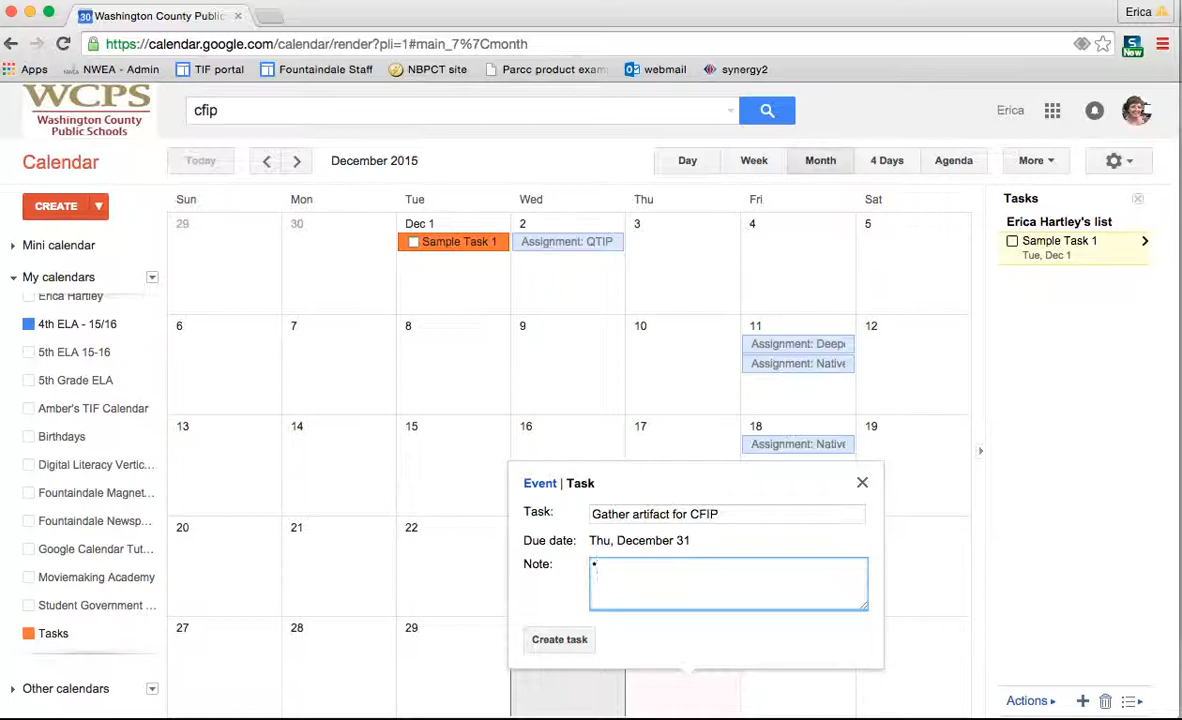 Washington County Public
Erica
https://calendar.google.com/calendar/render?pli=1#main_7%7Cmonth
Apps
NWEA - Admin
TIF portal
Fountaindale Staff
NBPCT site
Parcc product exam
webmail
synergy2
New
WCPS
Washington County
Public Schools
cfip
Erica
Calendar
Today
December 2015
Day
Week
Month
4 Days
Agenda
More
CREATE
Mini calendar
My calendars
Erica Hartley
4th ELA - 15/16
5th ELA 15-16
5th Grade ELA
Amber's TIF Calendar
Birthdays
Digital Literacy Vertic...
Fountaindale Magnet...
Fountaindale Newsp...
Google Calendar Tut...
Moviemaking Academy
Student Government ...
Tasks
Other calendars
Sun Mon Tue Wed Thu Fri Sat
29 30 Dec 1 2 3 4 5
Sample Task 1
Assignment: QTIP
6 7 8 9 10 11 12
Assignment: Deepe
Assignment: Native
13 14 15 16 17 18 19
Assignment: Native
20 21 22
27 28 29
Event | Task
Task: Gather artifact for CFIP
Due date: Thu, December 31
Note: *
Create task
Tasks
Erica Hartley's list
Sample Task 1
Tue, Dec 1
Actions